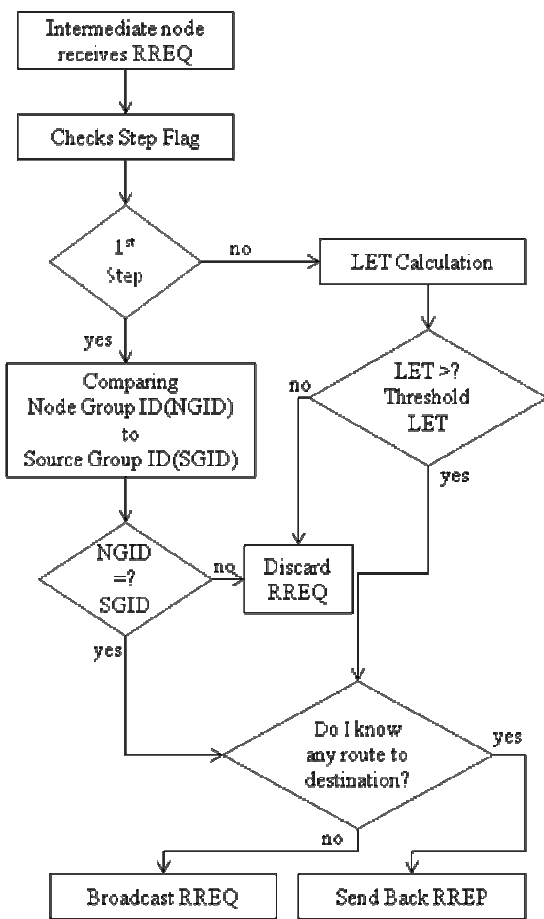 Intermediate node
receives RREQ
Checks Step Flag
1st
Step
no
LET Calculation
yes
Comparing
Node Group ID(NGID)
to
Source Group ID(SGID)
no
LET >?
Threshold
LET
yes
NGID
=?
SGID
no
Discard
RREQ
yes
Do I know
any route to
destination?
yes
no
Broadcast RREQ
Send Back RREP